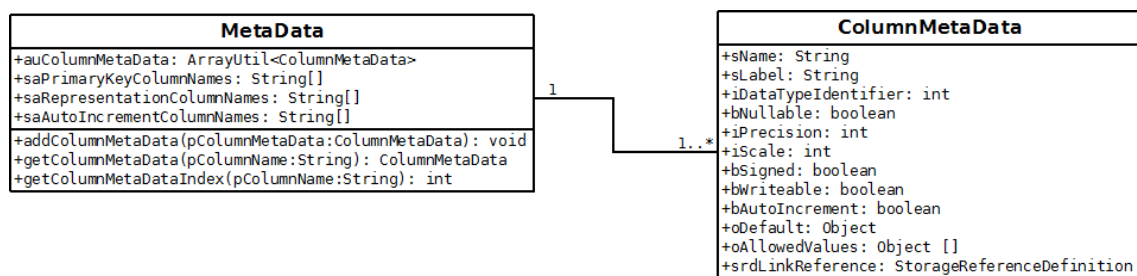 MetaData
+auColumnMetaData: ArrayUtil<ColumnMetaData>
+saPrimaryKeyColumnNames: String[]
+saRepresentationColumnNames: String[]
+saAutoIncrementColumnNames: String[]
+addColumnMetaData(pColumnMetaData:ColumnMetaData): void
+getColumnMetaData(pColumnName:String): ColumnMetaData
+getColumnMetaDataIndex(pColumnName:String): int
1
1..*
ColumnMetaData
+sName: String
+sLabel: String
+iDataTypeIdentifier: int
+bNullable: boolean
+iPrecision: int
+iScale: int
+bSigned: boolean
+bWriteable: boolean
+bAutoIncrement: boolean
+oDefault: Object
+oAllowedValues: Object []
+srdLinkReference: StorageReferenceDefinition